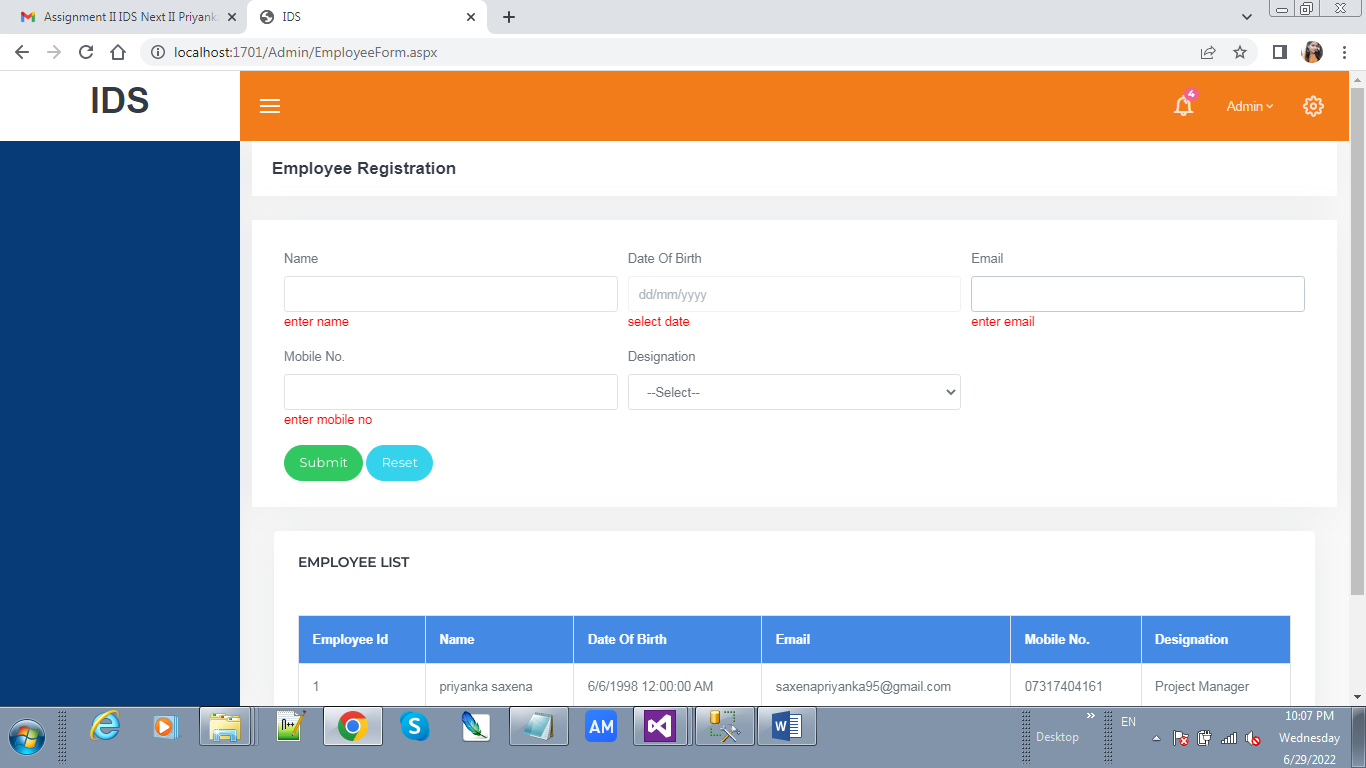 Assignment II IDS Next II Priyank
IDS
localhost:1701/Admin/EmployeeForm.aspx
IDS
4
Admin
Employee Registration
Name Date Of Birth Email
dd/mm/yyyy
enter name select date enter email
Mobile No. Designation
--Select--
enter mobile no
Submit Reset
EMPLOYEE LIST
Employee Id Name Date Of Birth Email Mobile No. Designation
1 priyanka saxena 6/6/1998 12:00:00 AM saxenapriyanka95@gmail.com 07317404161 Project Manager
AM
Desktop
»
EN
10:07 PM
Wednesday
6/29/2022